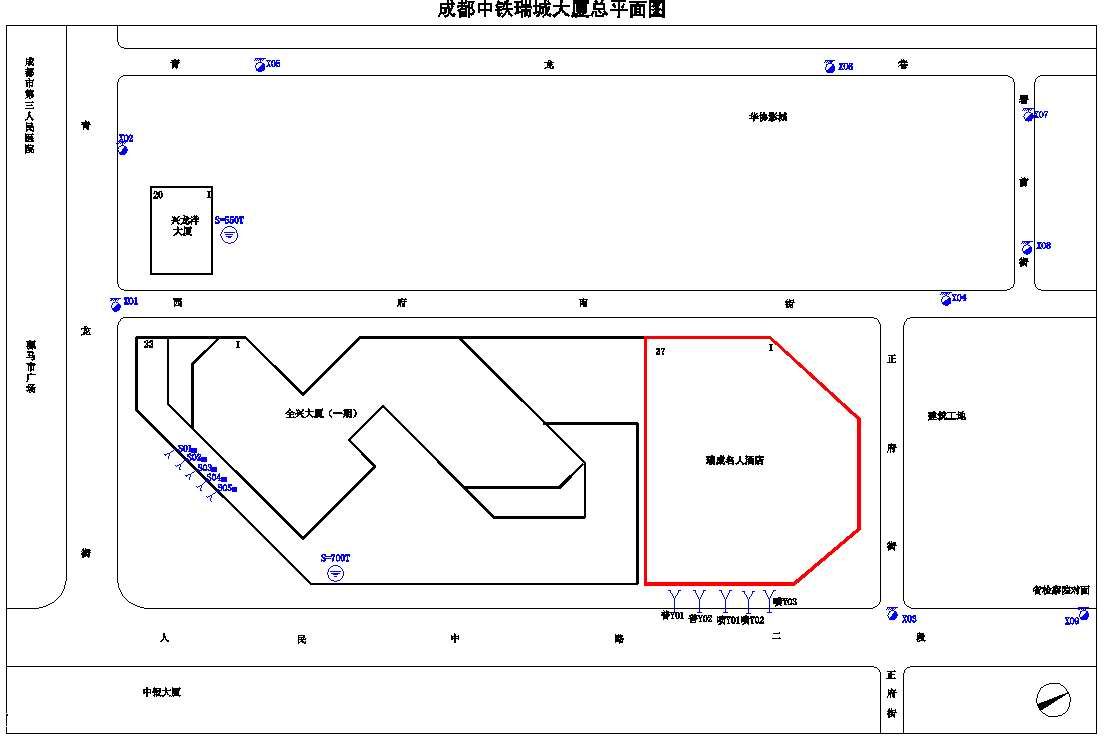 成都中铁瑞城大厦总平面图
成都市第三人民医院
青 龙 巷
X05
X06
青 龙 街
X02
华协影城
署 前 街
X07
X08
20 I
兴龙洋
大厦
S=550T
X01
西 府 南 街
X04
骡马市广场
33 I
全兴大厦（一期）
27 I
瑞成名人酒店
正 府 街
建筑工地
S01
S02
S03
S04
S05
S=700T
省检察院对面
普Y01
普Y02
喷Y01
喷Y02
喷Y03
X03
X09
人 民 中 路 二 段
中银大厦
正 府 街